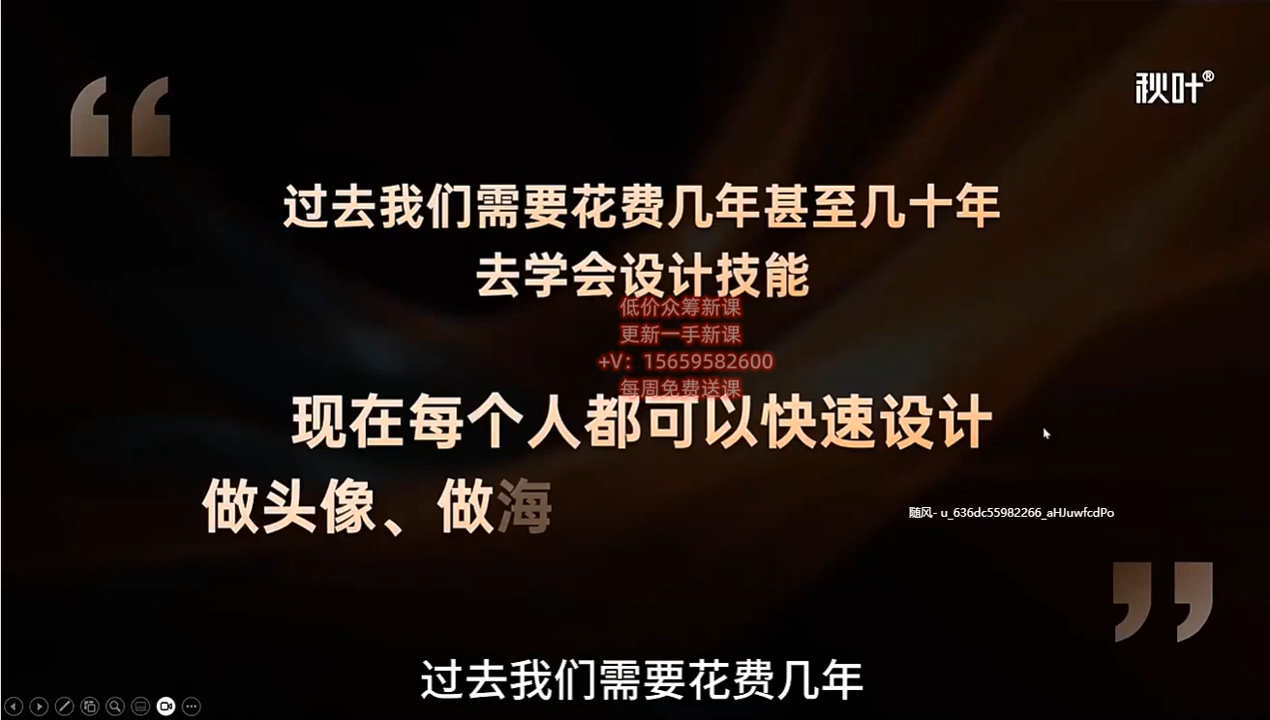 秋叶®
过去我们需要花费几年甚至几十年
去学会设计技能
低价众筹新课
更新一手新课
+V：15659582600
每周免费送课
现在每个人都可以快速设计
做头像、做海
随风- u_636dc55982266_aHJuwfcdPo
过去我们需要花费几年